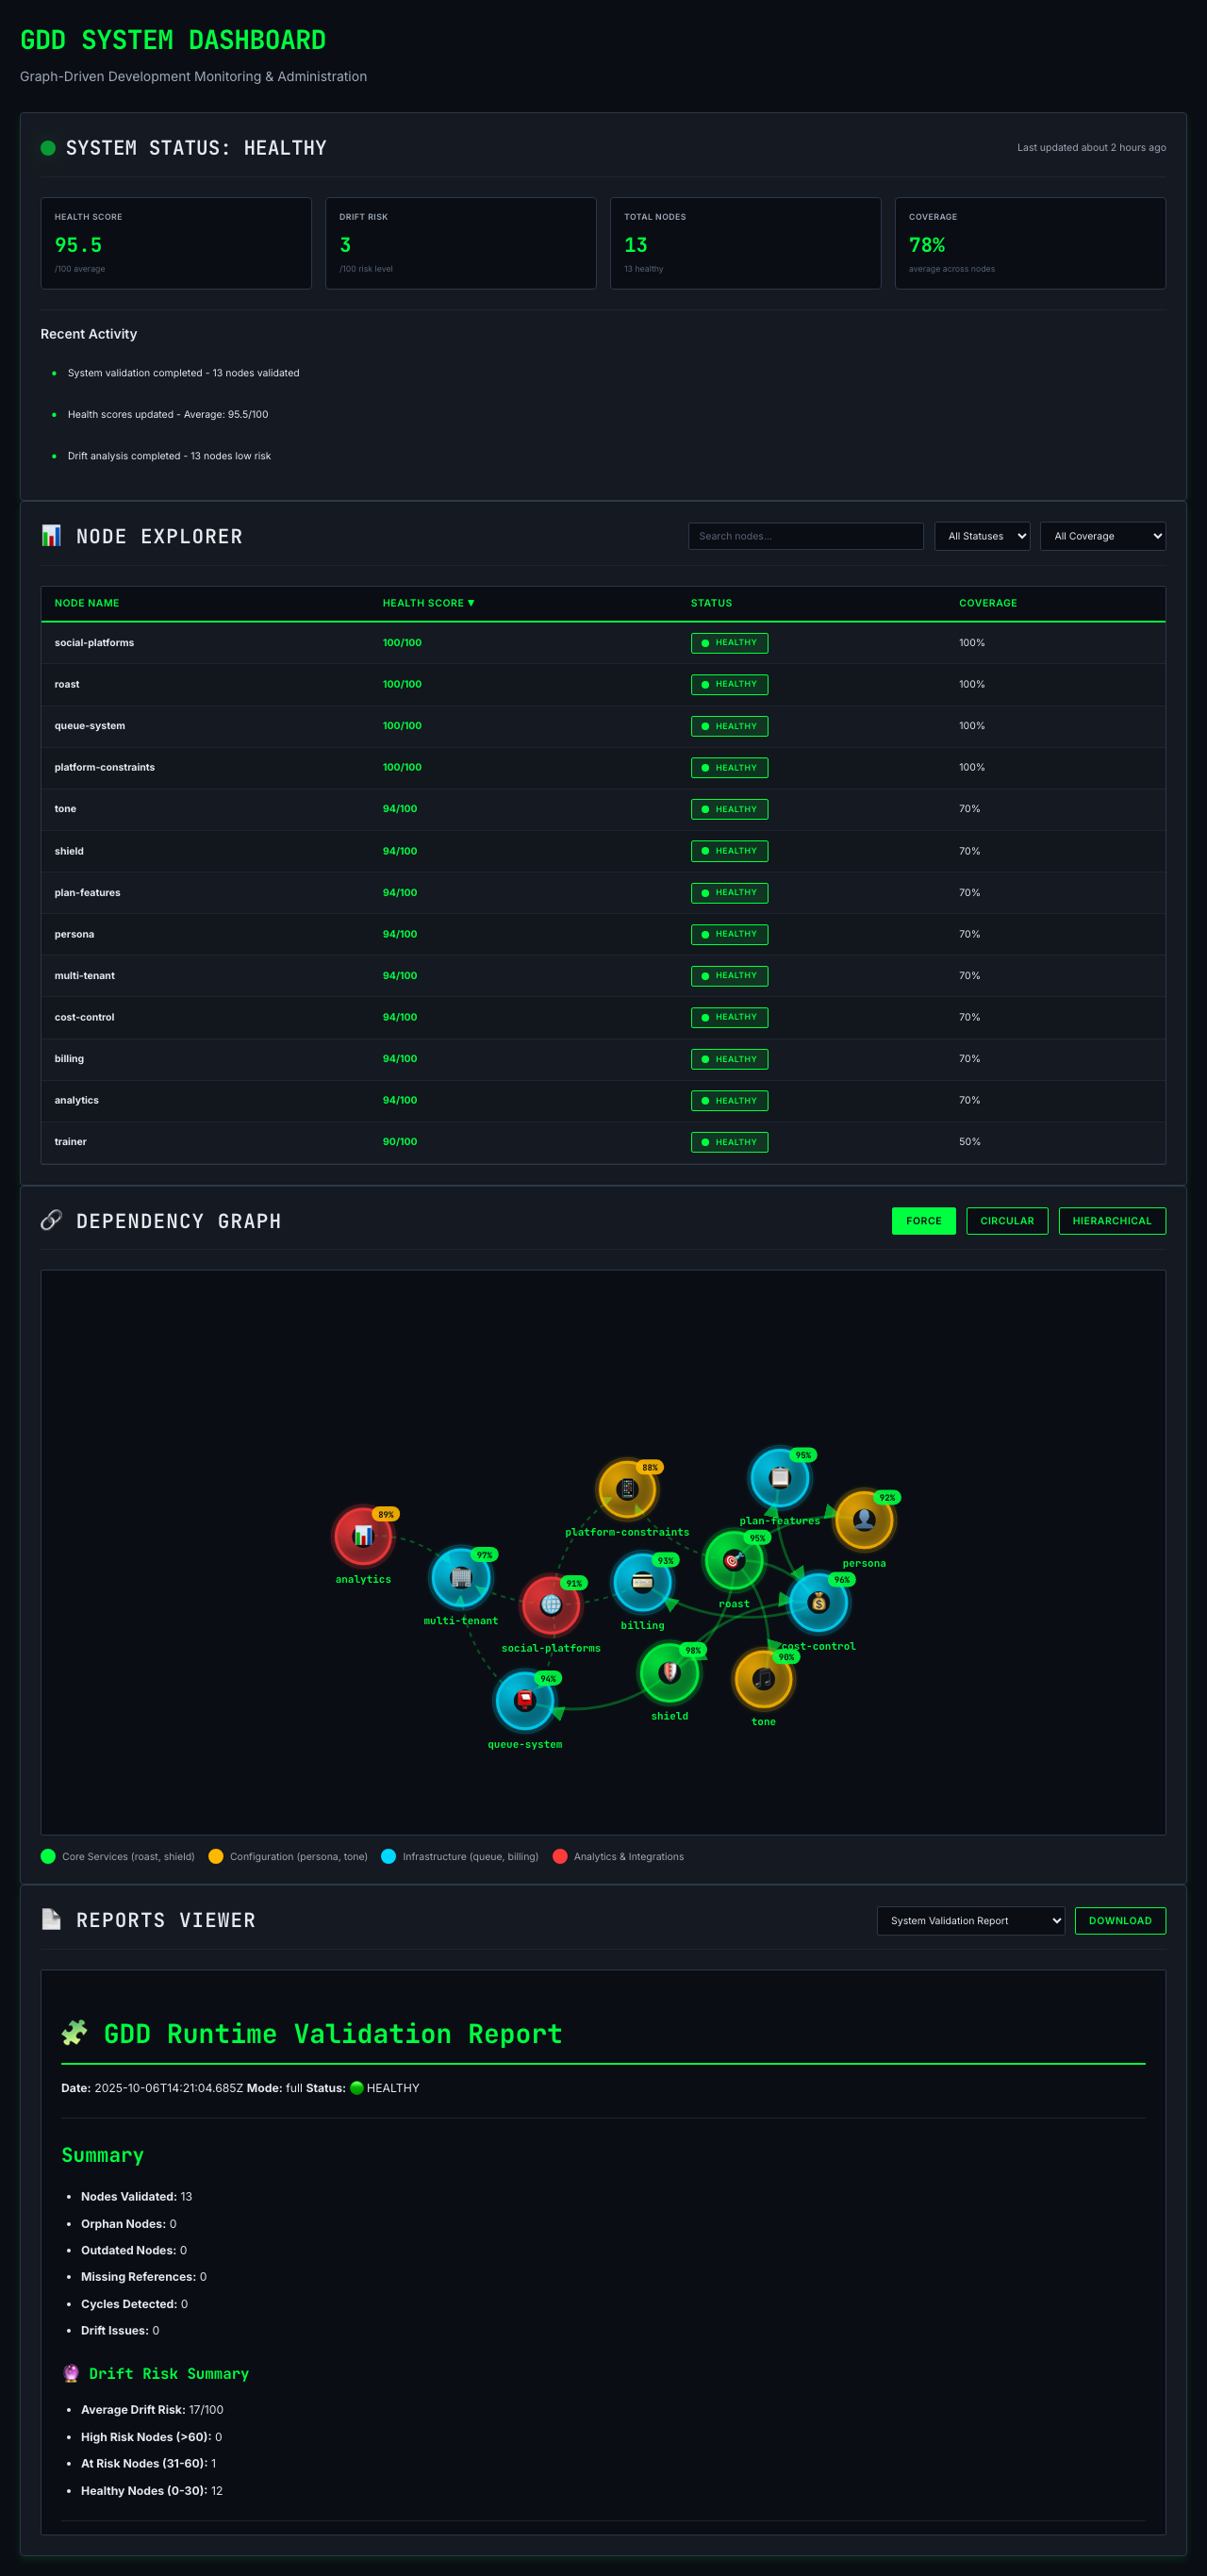 GDD SYSTEM DASHBOARD
Graph-Driven Development Monitoring & Administration
SYSTEM STATUS: HEALTHY
Last updated about 2 hours ago
HEALTH SCORE
95.5
/100 average
DRIFT RISK
3
/100 risk level
TOTAL NODES
13
13 healthy
COVERAGE
78%
average across nodes
Recent Activity
System validation completed - 13 nodes validated
Health scores updated - Average: 95.5/100
Drift analysis completed - 13 nodes low risk
NODE EXPLORER
Search nodes...
All Statuses
All Coverage
NODE NAME HEALTH SCORE ▼ STATUS COVERAGE
social-platforms 100/100 HEALTHY 100%
roast 100/100 HEALTHY 100%
queue-system 100/100 HEALTHY 100%
platform-constraints 100/100 HEALTHY 100%
tone 94/100 HEALTHY 70%
shield 94/100 HEALTHY 70%
plan-features 94/100 HEALTHY 70%
persona 94/100 HEALTHY 70%
multi-tenant 94/100 HEALTHY 70%
cost-control 94/100 HEALTHY 70%
billing 94/100 HEALTHY 70%
analytics 94/100 HEALTHY 70%
trainer 90/100 HEALTHY 50%
DEPENDENCY GRAPH
FORCE
CIRCULAR
HIERARCHICAL
95%
plan-features
88%
platform-constraints
92%
persona
89%
analytics
95%
roast
97%
multi-tenant
93%
billing
96%
cost-control
91%
social-platforms
98%
shield
90%
tone
94%
queue-system
Core Services (roast, shield)
Configuration (persona, tone)
Infrastructure (queue, billing)
Analytics & Integrations
REPORTS VIEWER
System Validation Report
DOWNLOAD
GDD Runtime Validation Report
Date: 2025-10-06T14:21:04.685Z Mode: full Status: HEALTHY
Summary
Nodes Validated: 13
Orphan Nodes: 0
Outdated Nodes: 0
Missing References: 0
Cycles Detected: 0
Drift Issues: 0
Drift Risk Summary
Average Drift Risk: 17/100
High Risk Nodes (>60): 0
At Risk Nodes (31-60): 1
Healthy Nodes (0-30): 12